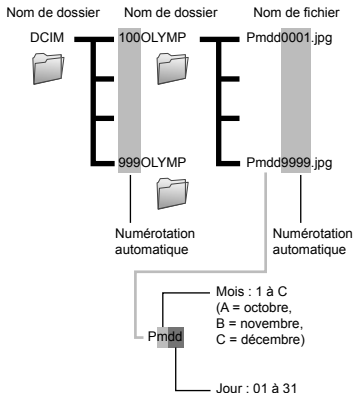 Nom de dossier Nom de dossier Nom de fichier
DCIM 100OLYMP Pmdd0001.jpg
999OLYMP Pmdd9999.jpg
Numérotation automatique
Numérotation automatique
Mois : 1 à C
(A = octobre,
B = novembre,
C = décembre)
Pmdd
Jour : 01 à 31